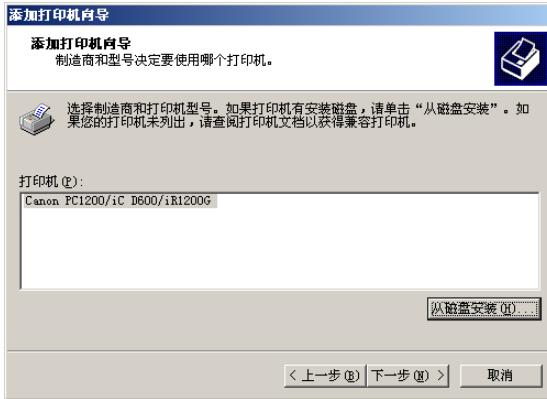 添加打印机向导
添加打印机向导
制造商和型号决定要使用哪个打印机。
选择制造商和打印机型号。如果打印机有安装磁盘，请单击“从磁盘安装”。如
果您的打印机未列出，请查阅打印机文档以获得兼容打印机。
打印机(P):
Canon PC1200/iC D600/iR1200G
从磁盘安装(H)...
< 上一步(B) 下一步(N) > 取消